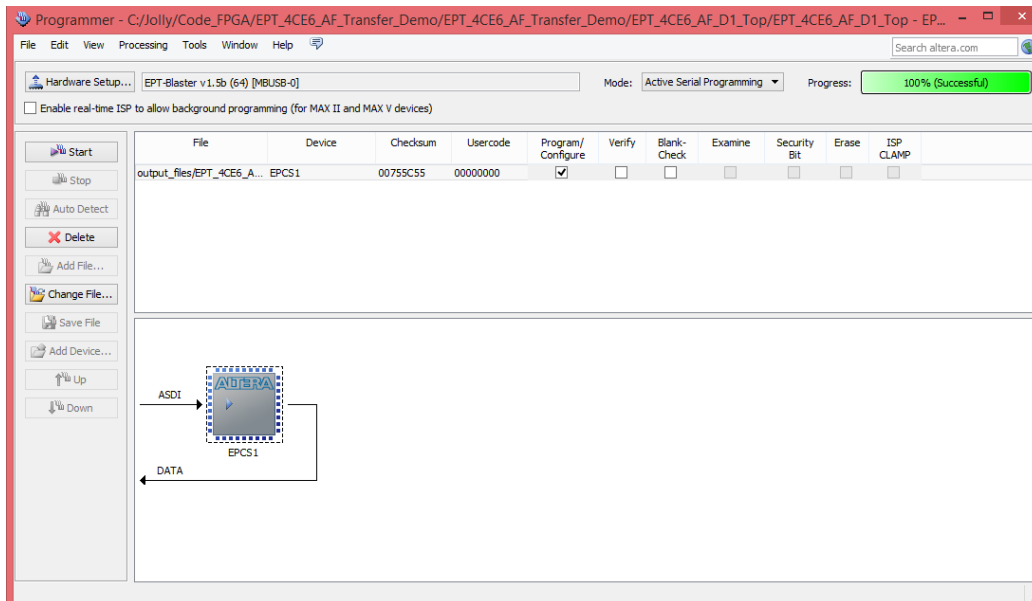 Programmer - C:/Jolly/Code_FPGA/EPT_4CE6_AF_Transfer_Demo/EPT_4CE6_AF_Transfer_Demo/EPT_4CE6_AF_D1_Top/EPT_4CE6_AF_D1_Top - EP...
File Edit View Processing Tools Window Help
Search altera.com
Hardware Setup... EPT-Blaster v1.5b (64) [MBUSB-0] Mode: Active Serial Programming Progress: 100% (Successful)
Enable real-time ISP to allow background programming (for MAX II and MAX V devices)
Start
Stop
Auto Detect
Delete
Add File...
Change File...
Save File
Add Device...
Up
Down
File Device Checksum Usercode Program/Configure Verify Blank-Check Examine Security Bit Erase ISP CLAMP
output_files/EPT_4CE6_A... EPCS1 00755C55 00000000
ALTERA
ASDI
EPCS1
DATA